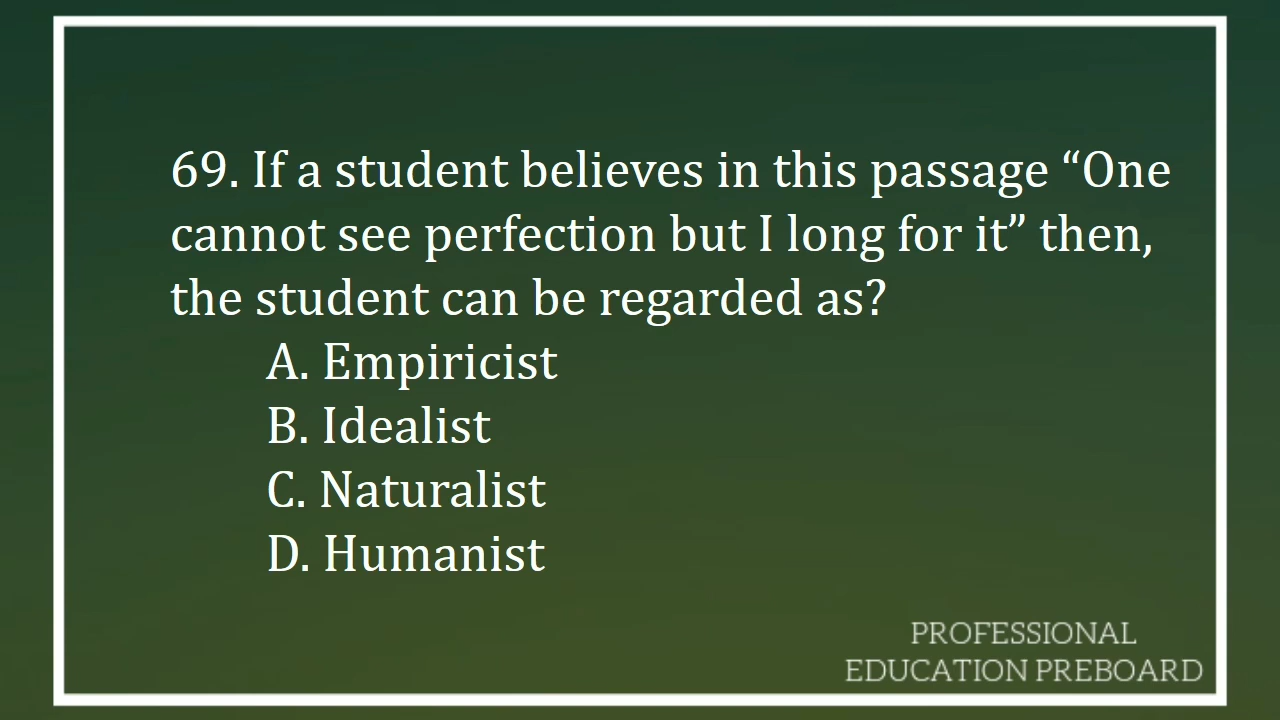 69. If a student believes in this passage “One
cannot see perfection but I long for it” then,
the student can be regarded as?
A. Empiricist
B. Idealist
C. Naturalist
D. Humanist
PROFESSIONAL
EDUCATION PREBOARD